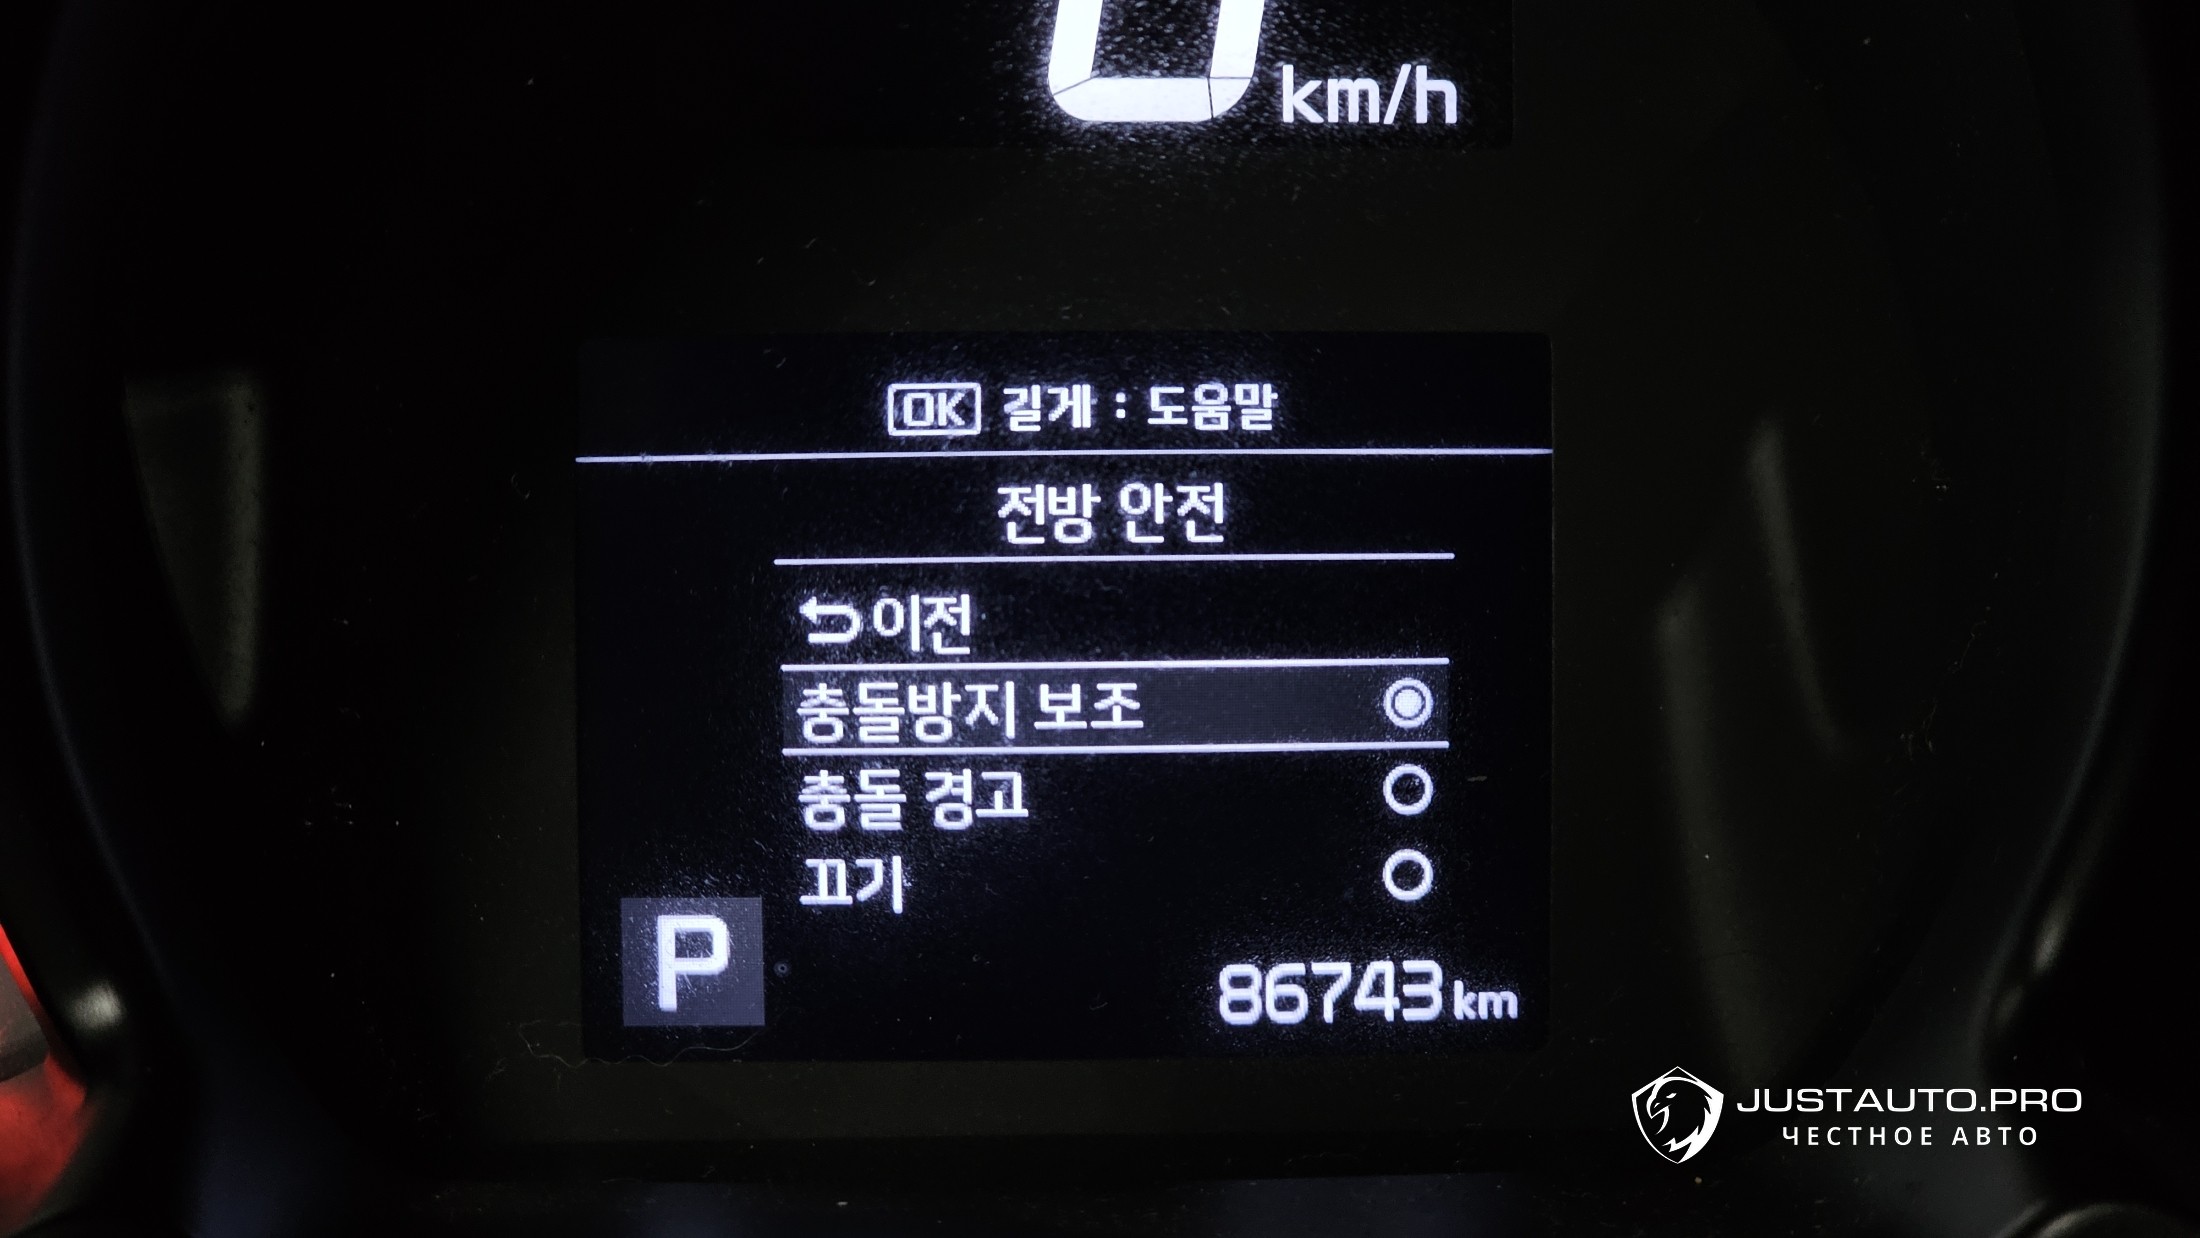 0 km/h
OK 길게 : 도움말
전방 안전
이전
충돌방지 보조
충돌 경고
끄기
P
86743 km
JUSTAUTO.PRO
ЧЕСТНОЕ АВТО